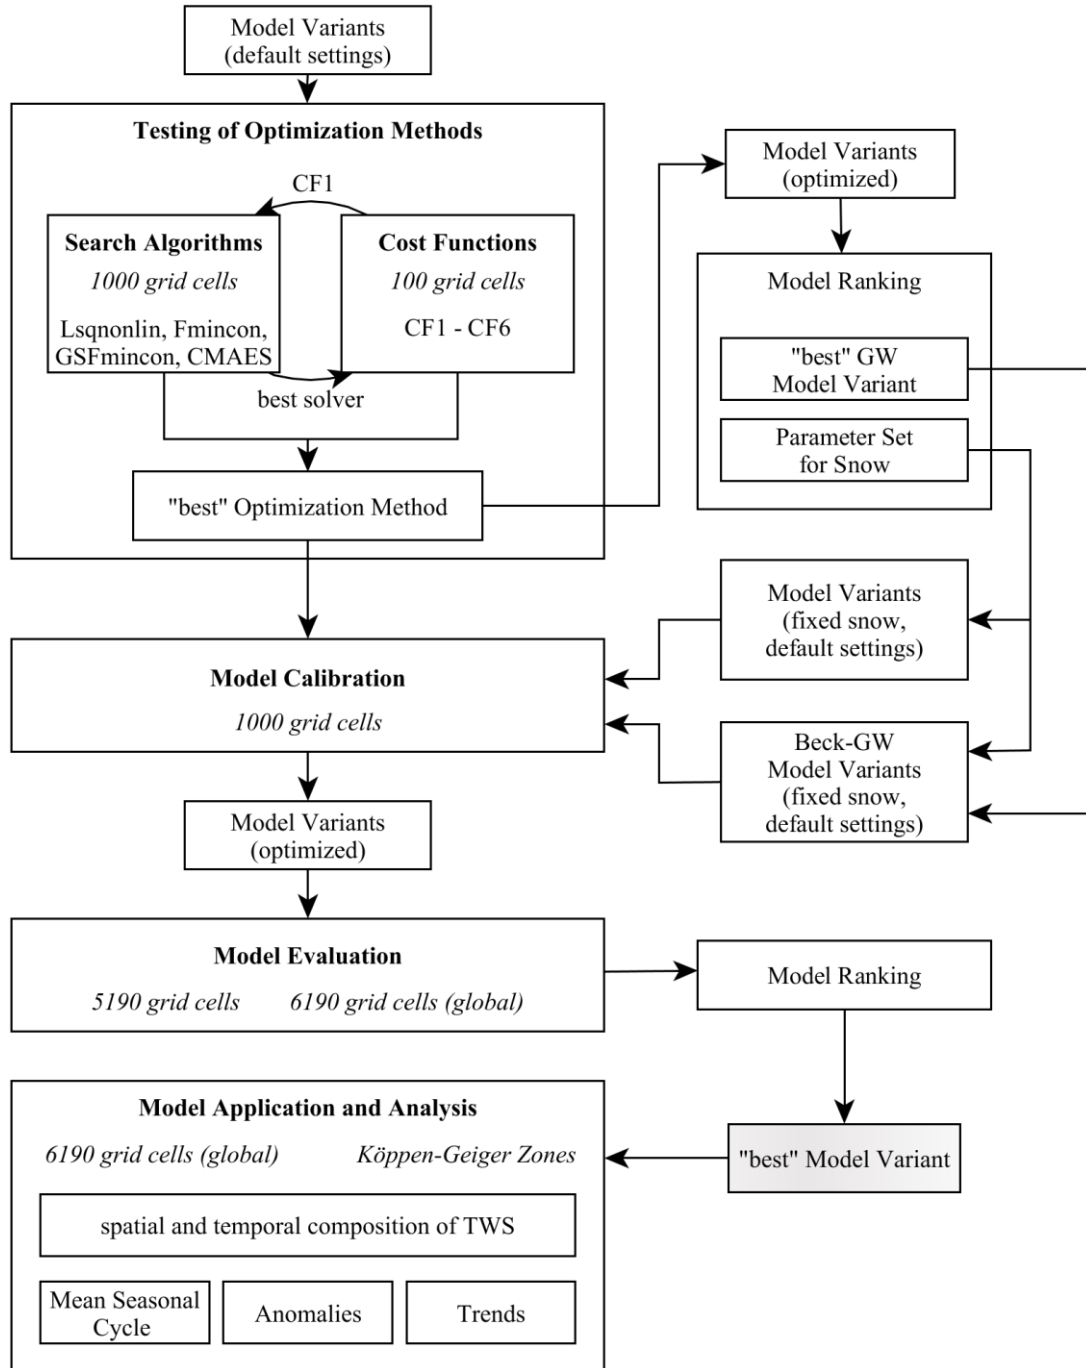 Model Variants
(default settings)
Testing of Optimization Methods
CF1
Search Algorithms
1000 grid cells
Lsqnonlin, Fmincon,
GSFmincon, CMAES
Cost Functions
100 grid cells
CF1 - CF6
best solver
"best" Optimization Method
Model Variants
(optimized)
Model Ranking
"best" GW
Model Variant
Parameter Set
for Snow
Model Variants
(fixed snow,
default settings)
Beck-GW
Model Variants
(fixed snow,
default settings)
Model Calibration
1000 grid cells
Model Variants
(optimized)
Model Evaluation
5190 grid cells
6190 grid cells (global)
Model Ranking
"best" Model Variant
Model Application and Analysis
6190 grid cells (global)
Köppen-Geiger Zones
spatial and temporal composition of TWS
Mean Seasonal
Cycle
Anomalies
Trends